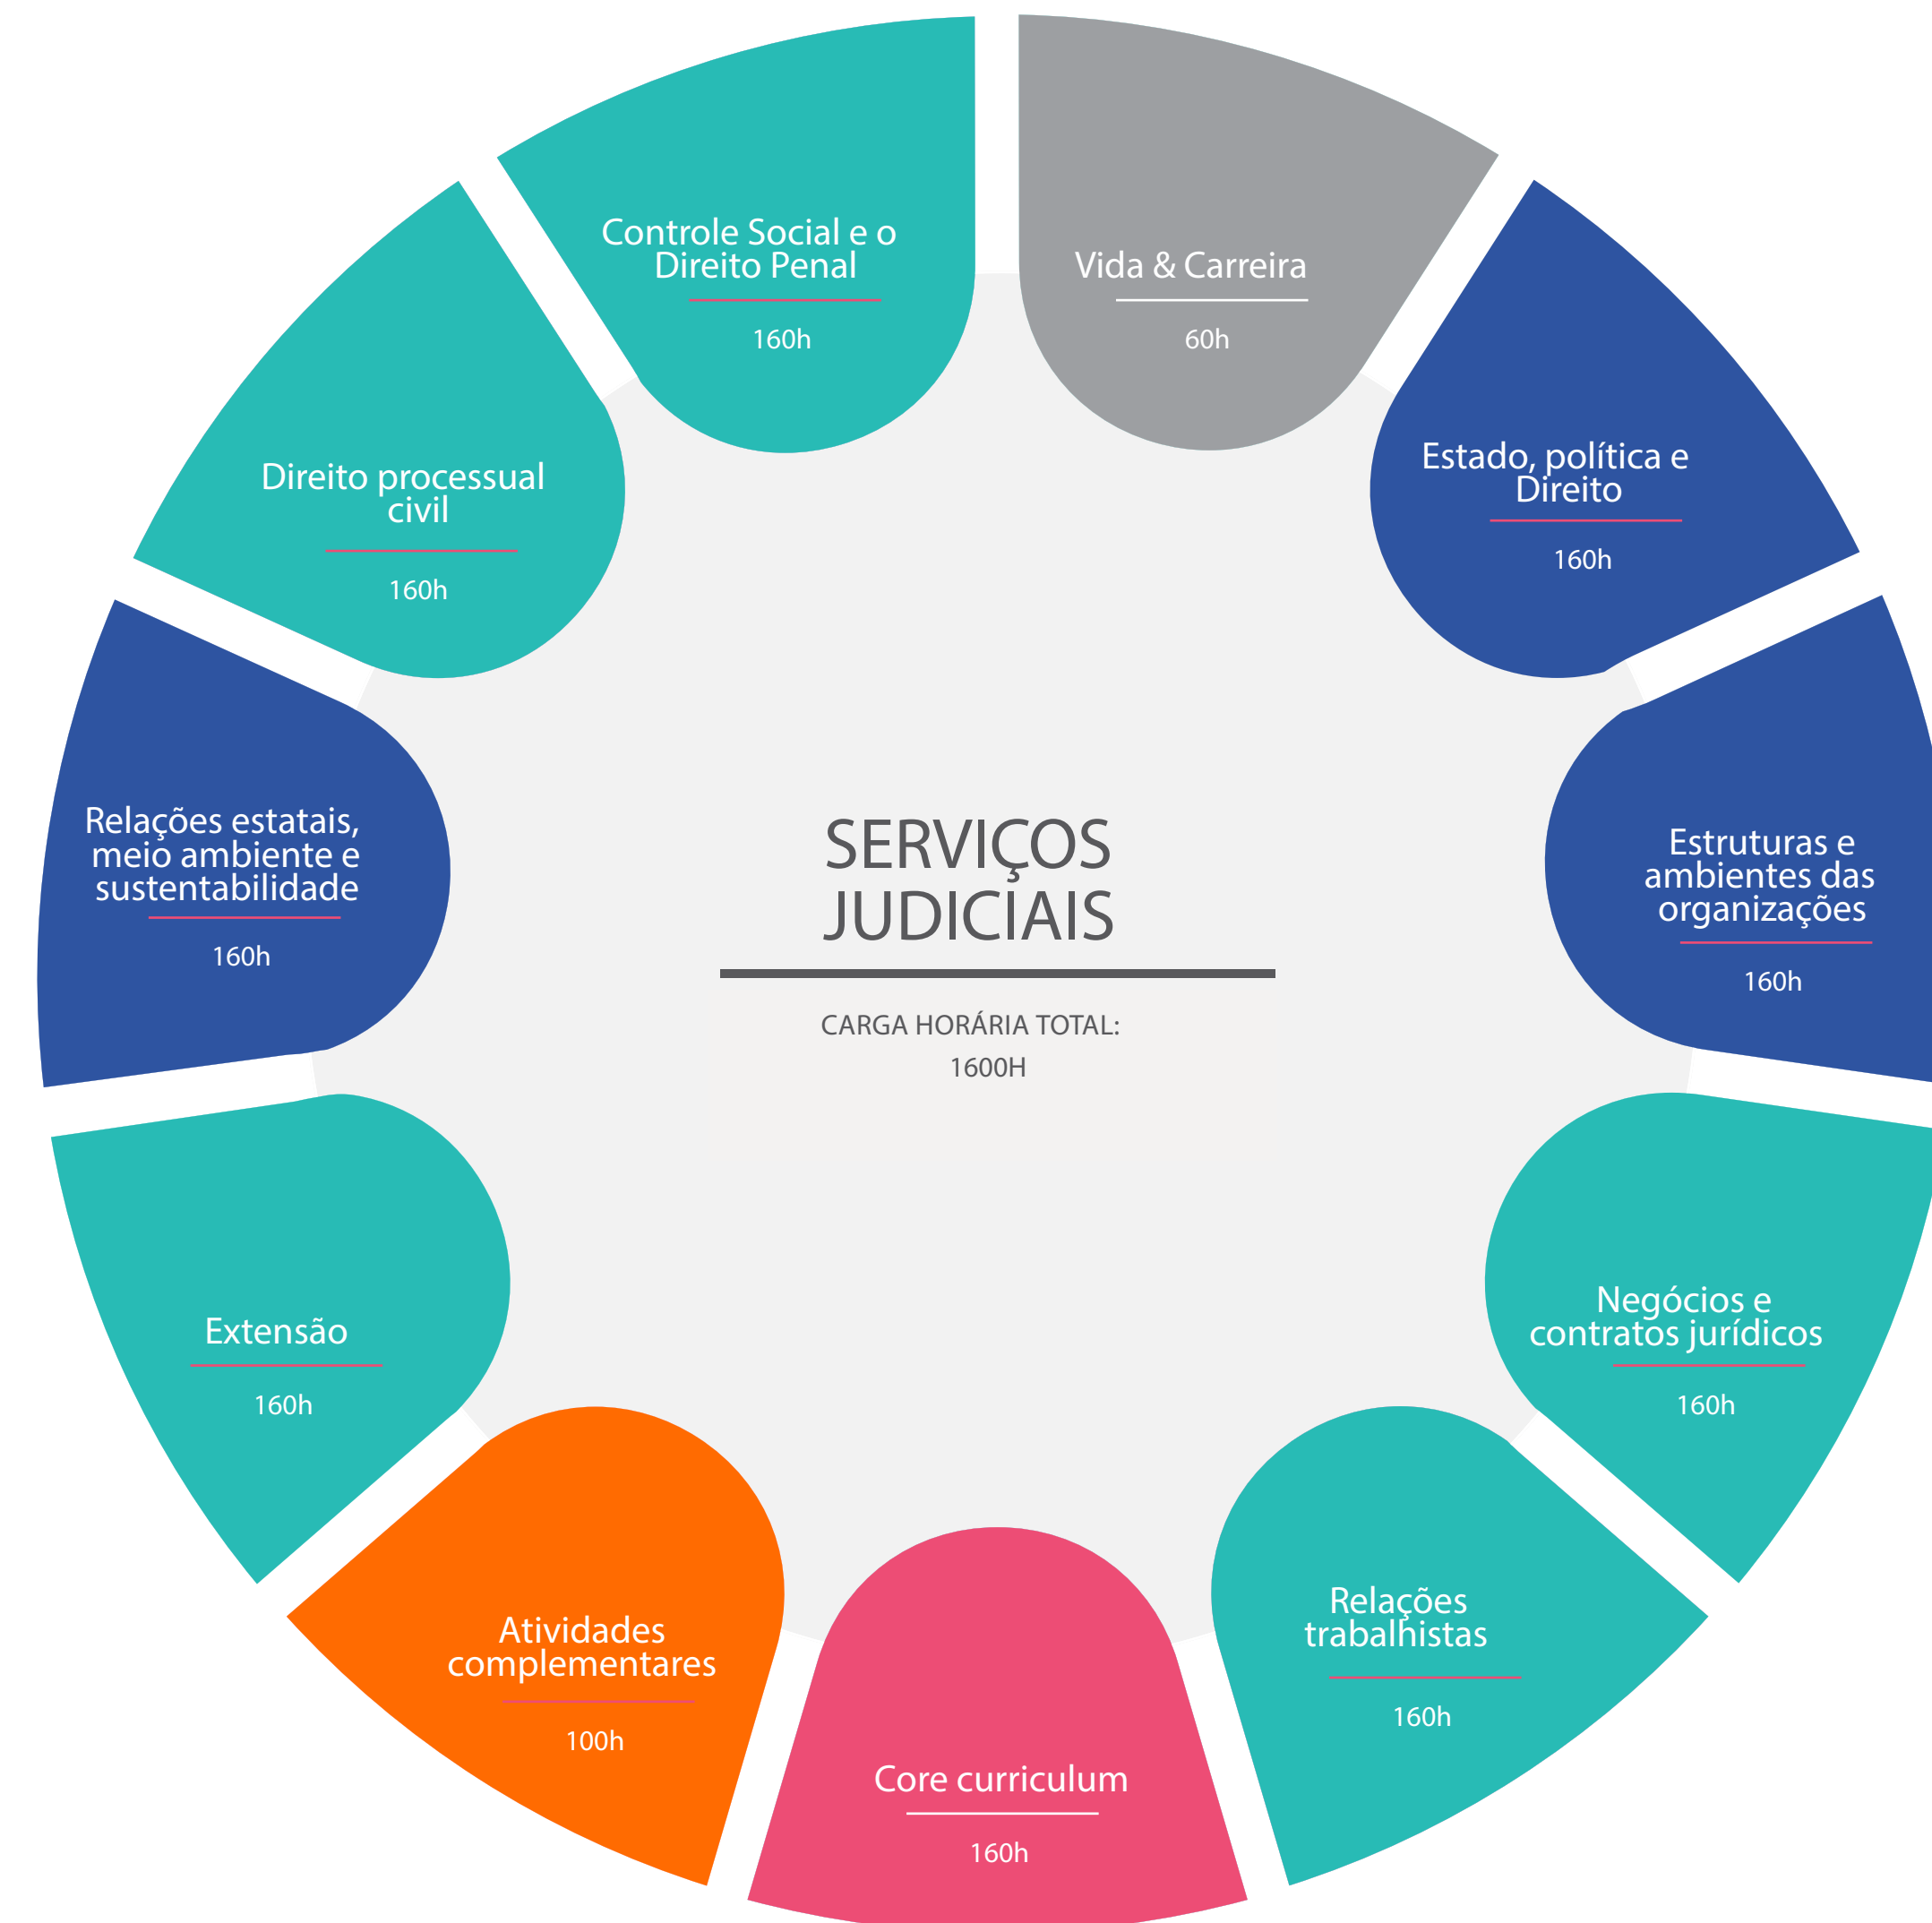 Controle Social e o
Direito Penal
160h
Vida & Carreira
60h
Estado, política e
Direito
160h
Estruturas e
ambientes das
organizações
160h
Negócios e
contratos jurídicos
160h
Relações
trabalhistas
160h
Core curriculum
160h
Atividades
complementares
100h
Extensão
160h
Relações estatais,
meio ambiente e
sustentabilidade
160h
Direito processual
civil
160h
SERVIÇOS
JUDICIAIS
CARGA HORÁRIA TOTAL:
1600H